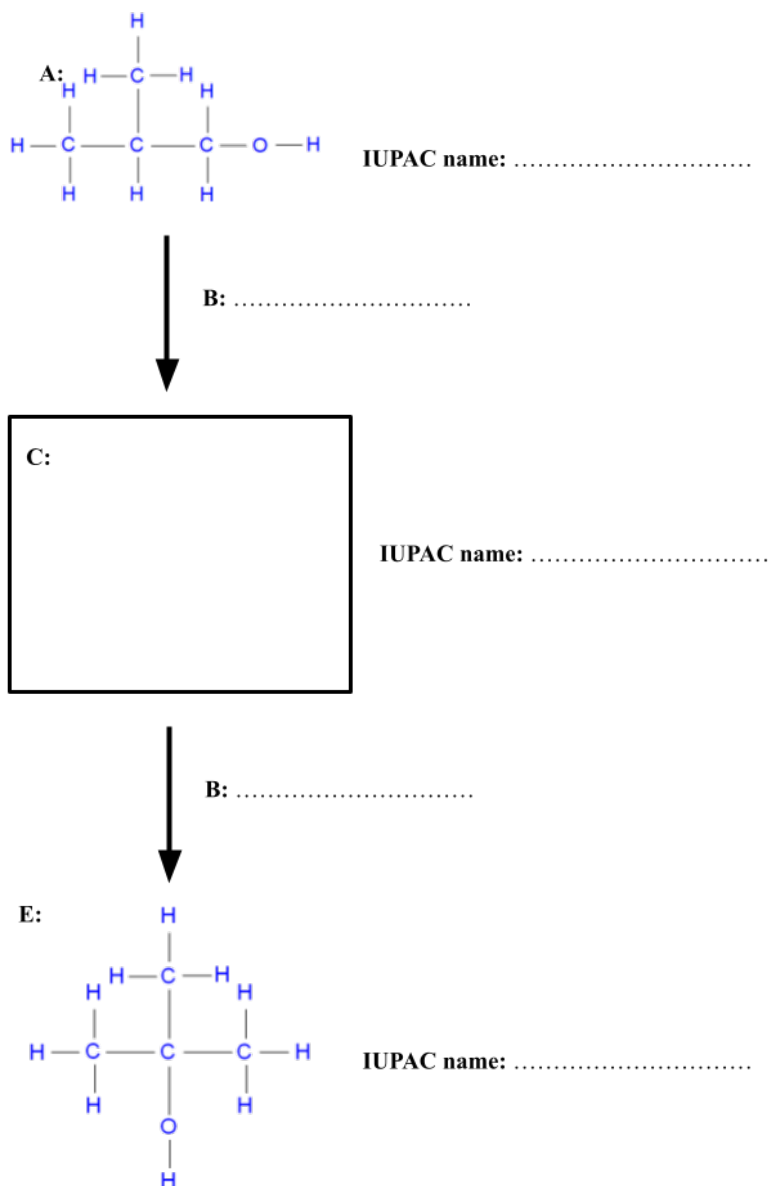 H
A: H C H
H H
H C C C O H
IUPAC name: …………………………
H H H
B: …………………………
C:
IUPAC name: …………………………
B: …………………………
E:
H
H C H
H H
H C C C H
IUPAC name: …………………………
H H
O
H